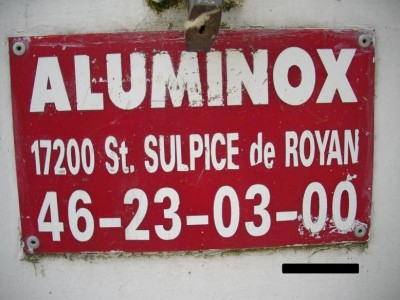 ALUMINOX
17200 St. SULPICE de ROYAN
46-23-03-00